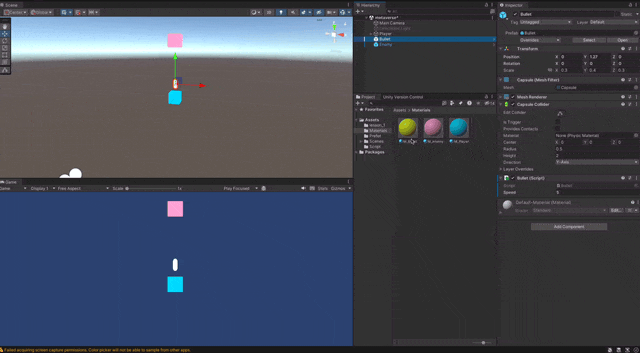 Scene
Center
Global
2D
Game
Game
Display 1
Free Aspect
Scale
1x
Play Focused
Stats
Gizmos
Hierarchy
metaverse*
Main Camera
Player
Bullet
Enemy
Project
Unity Version Control
Favorites
Assets
Materials
Prefab
Scenes
Script
Packages
Assets > Materials
M_Enemy
M_Player
Inspector
Bullet
Static
Tag
Untagged
Layer
Default
Prefab
Bullet
Overrides
Select
Open
Transform
Position
X 0
Y 1.27
Z 0
Rotation
X 0
Y 0
Z 0
Scale
X 0.3
Y 0.4
Z 0.3
Capsule (Mesh Filter)
Mesh
Capsule
Mesh Renderer
Capsule Collider
Edit Collider
Is Trigger
Provides Contacts
Material
None (Physic Material)
Center
X 0
Y 0
Z 0
Radius
0.5
Height
2
Direction
Y-Axis
Layer Overrides
Bullet (Script)
Script
Bullet
Speed
5
Default-Material (Material)
Shader
Standard
Edit...
Add Component
Failed acquiring screen capture permissions. Color picker will not be able to sample from other apps.